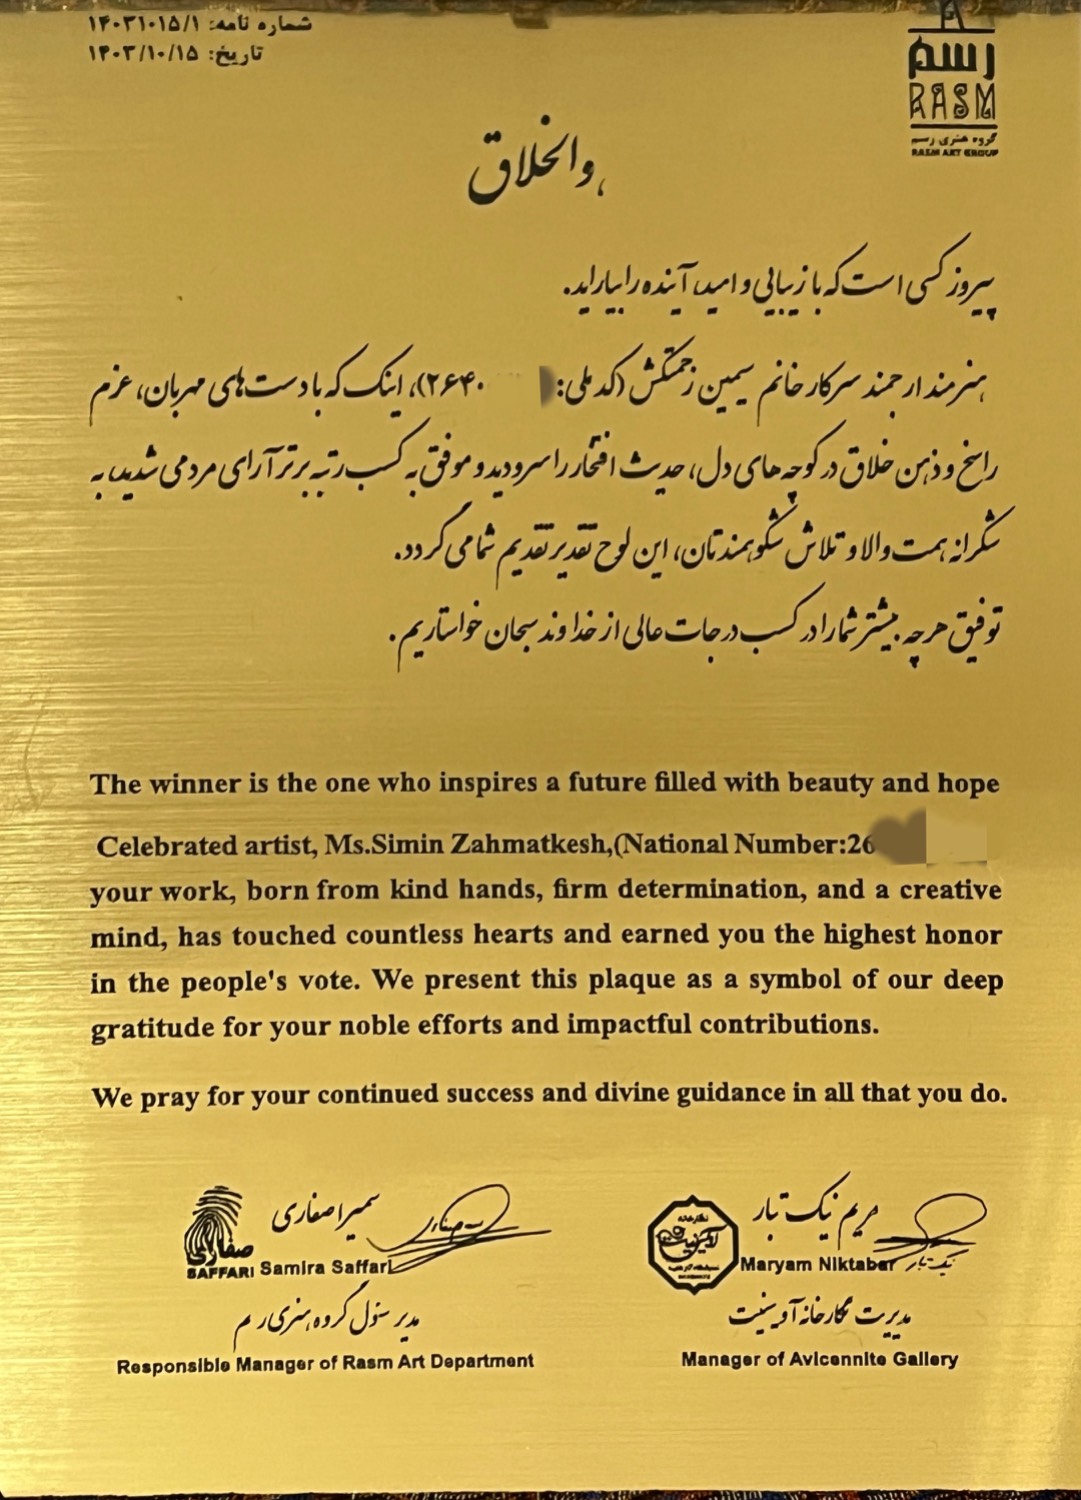 شماره نامه: ۱۴۰۳۱۰۱۵/۱
تاریخ: ۱۴۰۳/۱۰/۱۵
رسم
RASM
گروه هنری رسم
RASM ART GROUP
هوالخلاق
پیروز کسی است که با زیبایی و امید، آینده را بیاراید.
هنرمند ارجمند سرکار خانم سیمین زحمتکش (کد ملی: ۲۶۴۰)، اینک که با دست‌های مهربان، عزم
راسخ و ذهن خلاق در کوچه‌های دل، حدیث افتخار را سرودید و موفق به کسب رتبه برتر آرای مردمی شدید، به
شکرانه همت والا و تلاش شکوهمندتان، این لوح تقدیر تقدیم شما می گردد.
توفیق هرچه بیشتر شما را در کسب درجات عالی از خداوند سبحان خواستاریم.
The winner is the one who inspires a future filled with beauty and hope
Celebrated artist, Ms.Simin Zahmatkesh,(National Number:26
your work, born from kind hands, firm determination, and a creative
mind, has touched countless hearts and earned you the highest honor
in the people's vote. We present this plaque as a symbol of our deep
gratitude for your noble efforts and impactful contributions.
We pray for your continued success and divine guidance in all that you do.
صفاری
SAFFARI
سمیرا صفاری
Samira Saffari
مدیر مسئول گروه هنری رسم
Responsible Manager of Rasm Art Department
نگارخانه
آویسنیت
مریم نیک تبار
Maryam Niktabar
نیک تبار
مدیریت نگارخانه آویسنیت
Manager of Avicennite Gallery